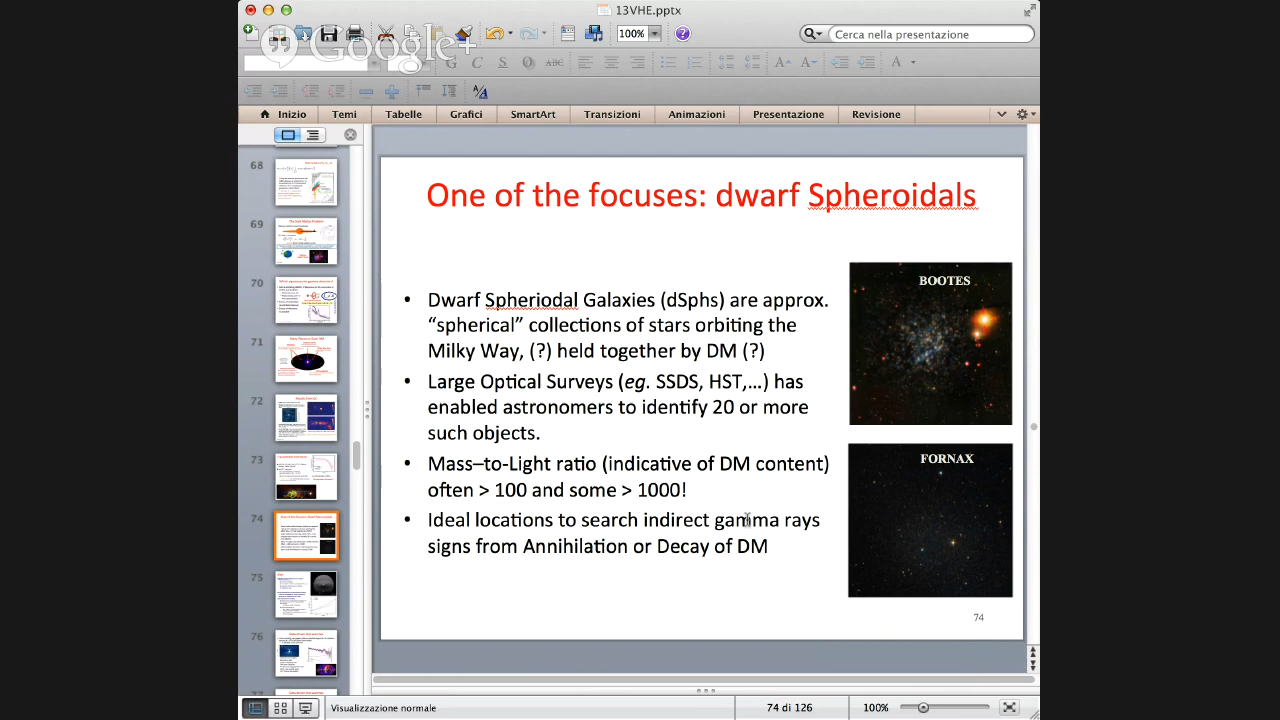 13VHE.pptx
Google+
100%
Cerca nella presentazione
Inizio
Temi
Tabelle
Grafici
SmartArt
Transizioni
Animazioni
Presentazione
Revisione
68
69
70
71
72
73
74
75
76
One of the focuses: dwarf Spheroidals
• Dwarf Spheriodal Galaxies (dSphs) are approx.
“spherical” collections of stars orbiting the
Milky Way, (?) held together by DM (?)
• Large Optical Surveys (eg. SSDS, HST,...) has
enabled astronomers to identify 20 or more
such objects.
• Mass–to-Light ratio (indicative of DM content)
often > 100 and some > 1000!
• Ideal locations to search indirect gamma rays
signal from Annihilation or Decay of DM
BOOTES
FORNAX
74
Visualizzazione normale
74 di 126
100%